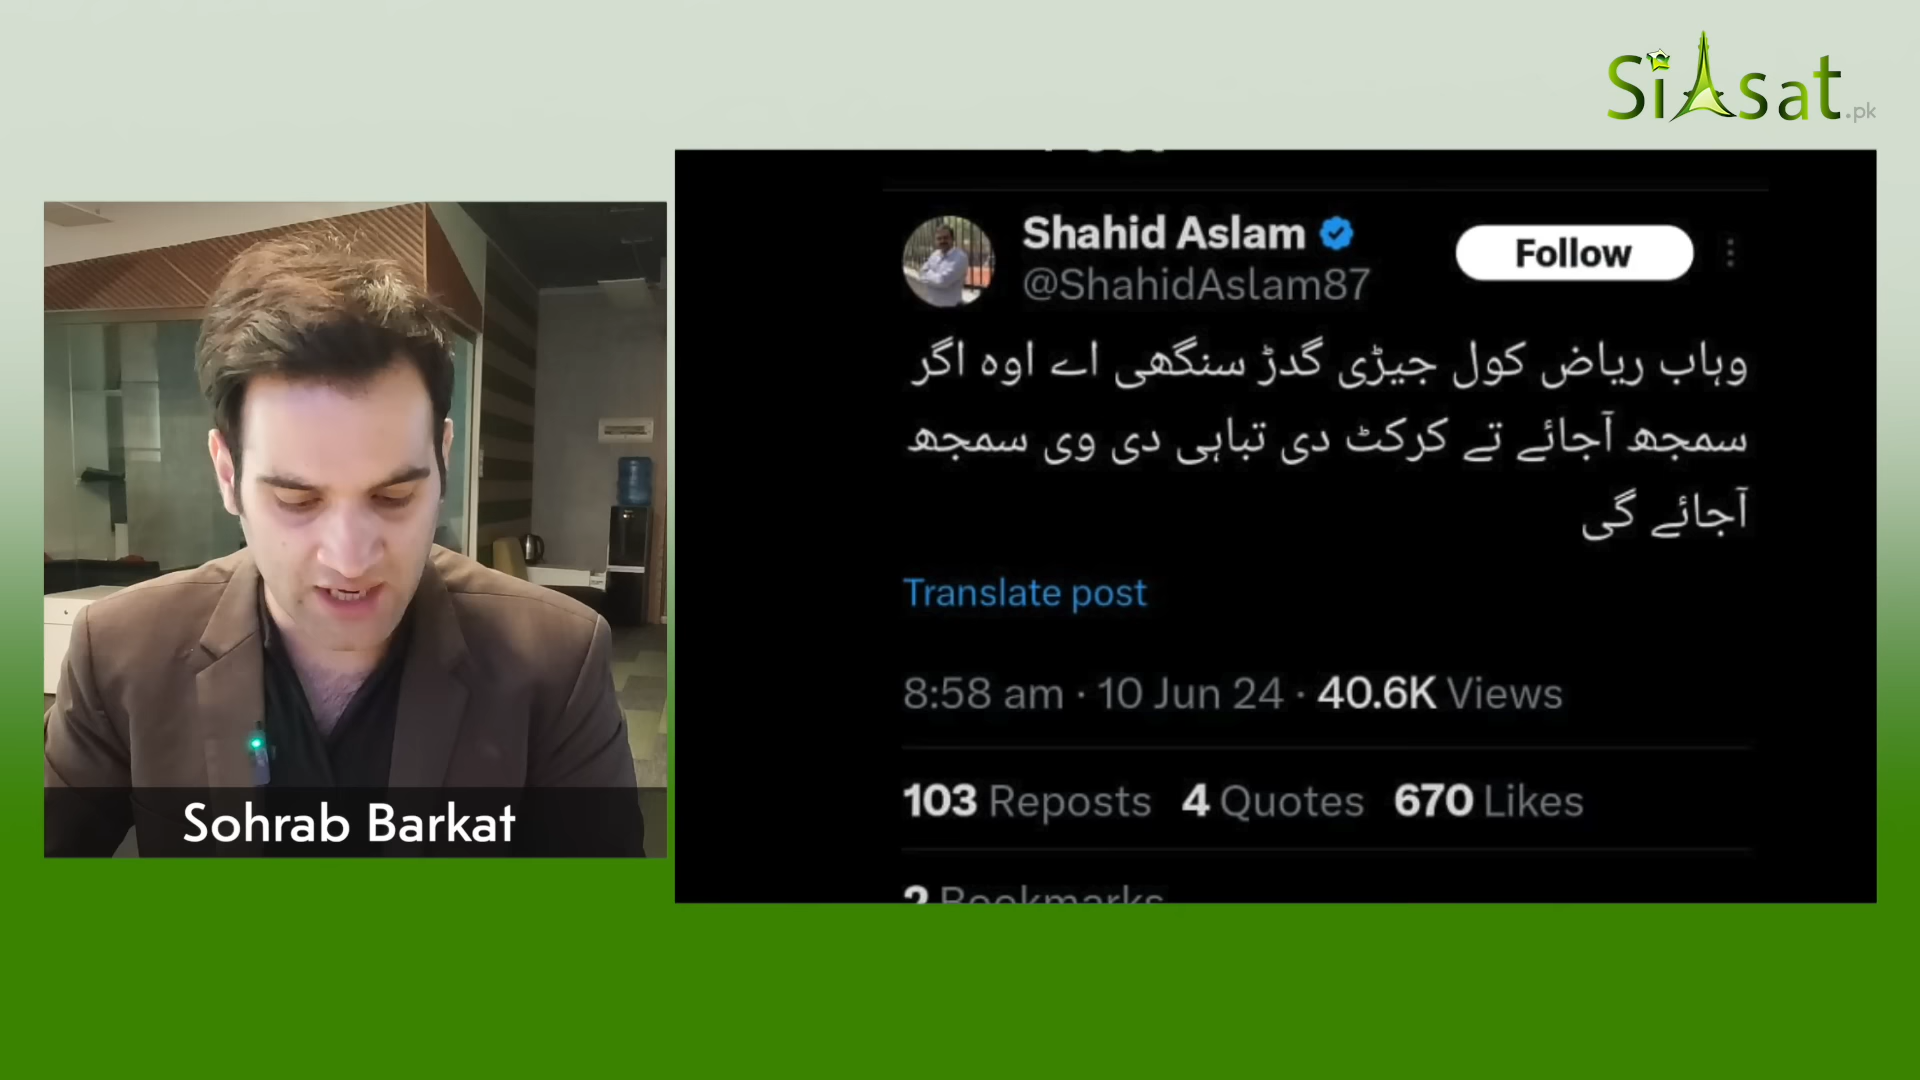 SiAsat.pk
Shahid Aslam
@ShahidAslam87
Follow
وہاب ریاض کول جیڑی گدڑ سنگھی اے اوہ اگر
سمجھ آجائے تے کرکٹ دی تباہی دی وی سمجھ
آجائے گی
Translate post
8:58 am · 10 Jun 24 · 40.6K Views
103 Reposts 4 Quotes 670 Likes
2 Bookmarks
Sohrab Barkat